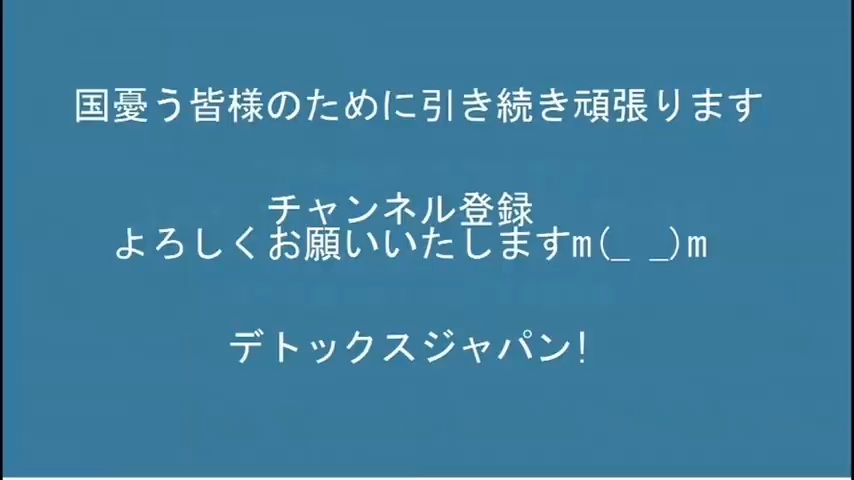 国憂う皆様のために引き続き頑張ります
チャンネル登録
よろしくお願いいたしますm(_ _)m
デトックスジャパン!